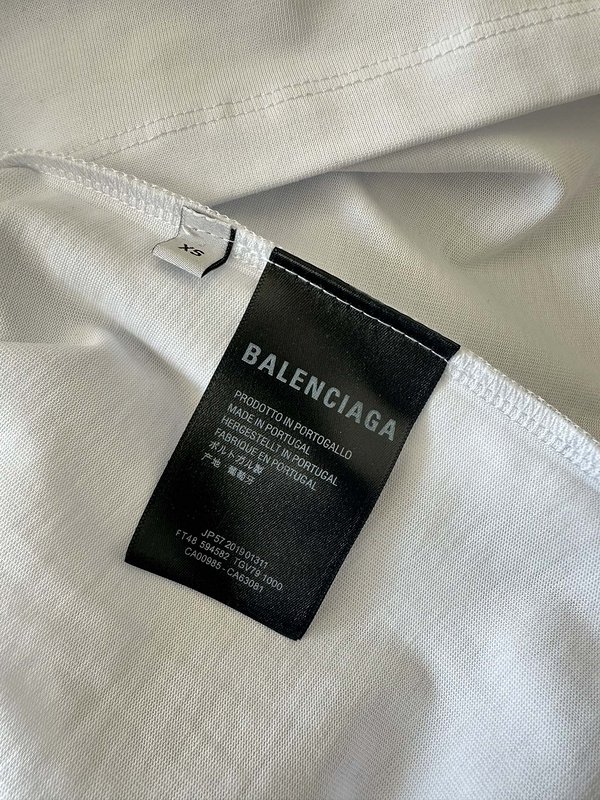 XS
BALENCIAGA
PRODOTTO IN PORTOGALLO
MADE IN PORTUGAL
HERGESTELLT IN PORTUGAL
FABRIQUE EN PORTUGAL
ポルトガル製
产地 葡萄牙
JP57 201901311
FT48 594582 TGV79 1000
CA00985-CA63081